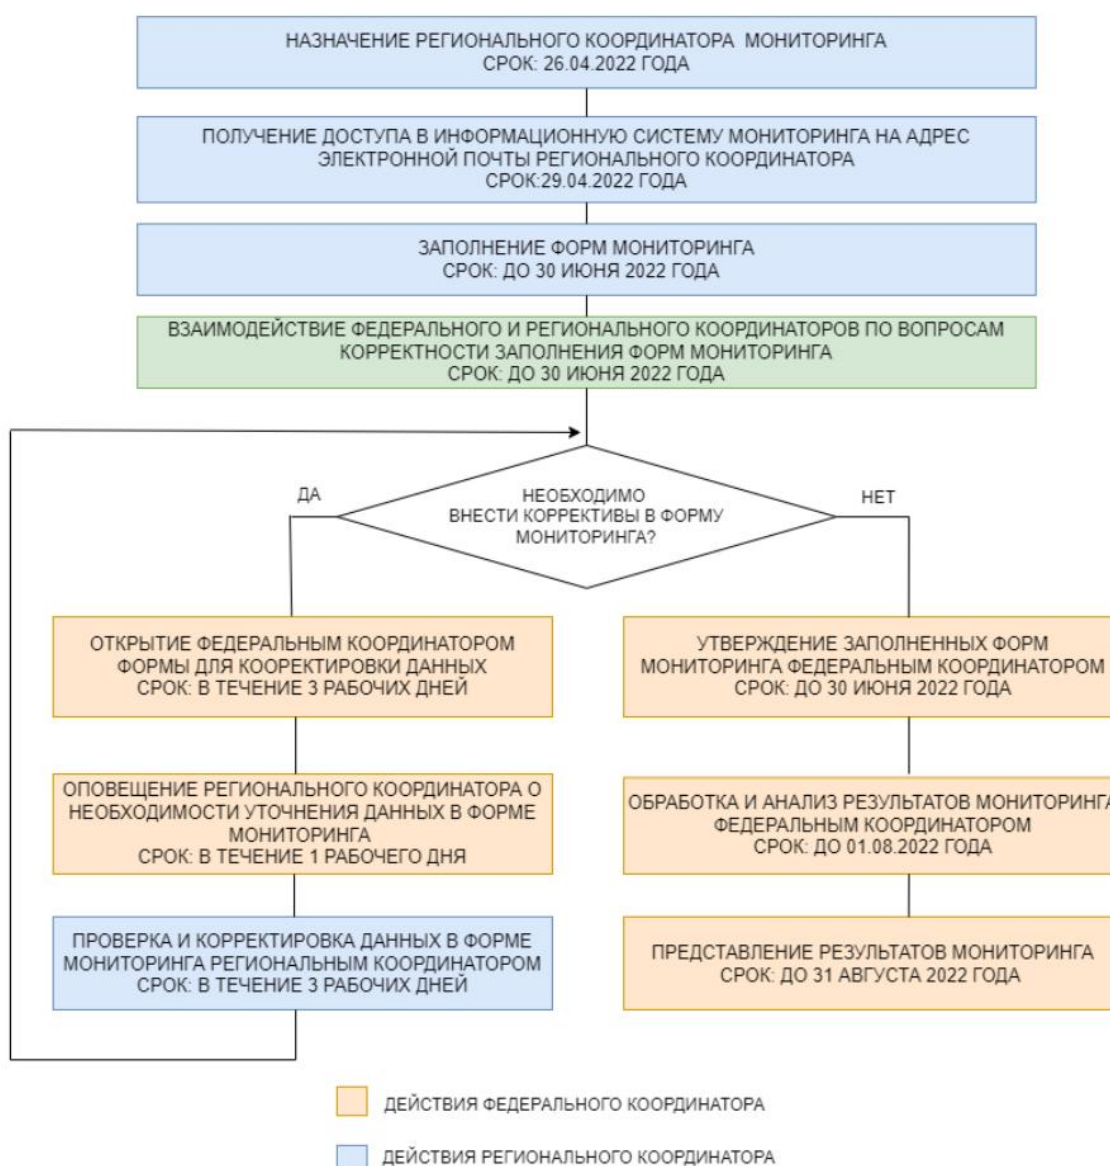 НАЗНАЧЕНИЕ РЕГИОНАЛЬНОГО КООРДИНАТОРА МОНИТОРИНГА
СРОК: 26.04.2022 ГОДА
ПОЛУЧЕНИЕ ДОСТУПА В ИНФОРМАЦИОННУЮ СИСТЕМУ МОНИТОРИНГА НА АДРЕС
ЭЛЕКТРОННОЙ ПОЧТЫ РЕГИОНАЛЬНОГО КООРДИНАТОРА
СРОК:29.04.2022 ГОДА
ЗАПОЛНЕНИЕ ФОРМ МОНИТОРИНГА
СРОК: ДО 30 ИЮНЯ 2022 ГОДА
ВЗАИМОДЕЙСТВИЕ ФЕДЕРАЛЬНОГО И РЕГИОНАЛЬНОГО КООРДИНАТОРОВ ПО ВОПРОСАМ
КОРРЕКТНОСТИ ЗАПОЛНЕНИЯ ФОРМ МОНИТОРИНГА
СРОК: ДО 30 ИЮНЯ 2022 ГОДА
НЕОБХОДИМО
ВНЕСТИ КОРРЕКТИВЫ В ФОРМУ
МОНИТОРИНГА?
ДА
НЕТ
ОТКРЫТИЕ ФЕДЕРАЛЬНЫМ КООРДИНАТОРОМ
ФОРМЫ ДЛЯ КООРЕКТИРОВКИ ДАННЫХ
СРОК: В ТЕЧЕНИЕ 3 РАБОЧИХ ДНЕЙ
ОПОВЕЩЕНИЕ РЕГИОНАЛЬНОГО КООРДИНАТОРА О
НЕОБХОДИМОСТИ УТОЧНЕНИЯ ДАННЫХ В ФОРМЕ
МОНИТОРИНГА
СРОК: В ТЕЧЕНИЕ 1 РАБОЧЕГО ДНЯ
ПРОВЕРКА И КОРРЕКТИРОВКА ДАННЫХ В ФОРМЕ
МОНИТОРИНГА РЕГИОНАЛЬНЫМ КООРДИНАТОРОМ
СРОК: В ТЕЧЕНИЕ 3 РАБОЧИХ ДНЕЙ
УТВЕРЖДЕНИЕ ЗАПОЛНЕННЫХ ФОРМ
МОНИТОРИНГА ФЕДЕРАЛЬНЫМ КООРДИНАТОРОМ
СРОК: ДО 30 ИЮНЯ 2022 ГОДА
ОБРАБОТКА И АНАЛИЗ РЕЗУЛЬТАТОВ МОНИТОРИНГА
ФЕДЕРАЛЬНЫМ КООРДИНАТОРОМ
СРОК: ДО 01.08.2022 ГОДА
ПРЕДСТАВЛЕНИЕ РЕЗУЛЬТАТОВ МОНИТОРИНГА
СРОК: ДО 31 АВГУСТА 2022 ГОДА
ДЕЙСТВИЯ ФЕДЕРАЛЬНОГО КООРДИНАТОРА
ДЕЙСТВИЯ РЕГИОНАЛЬНОГО КООРДИНАТОРА